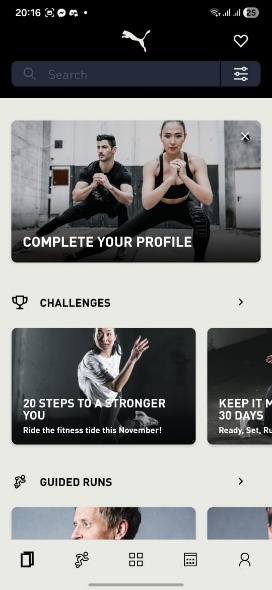 20:16
25
Search
COMPLETE YOUR PROFILE
CHALLENGES
20 STEPS TO A STRONGER
YOU
Ride the fitness tide this November!
KEEP IT
30 DAYS
Ready, Set,
GUIDED RUNS